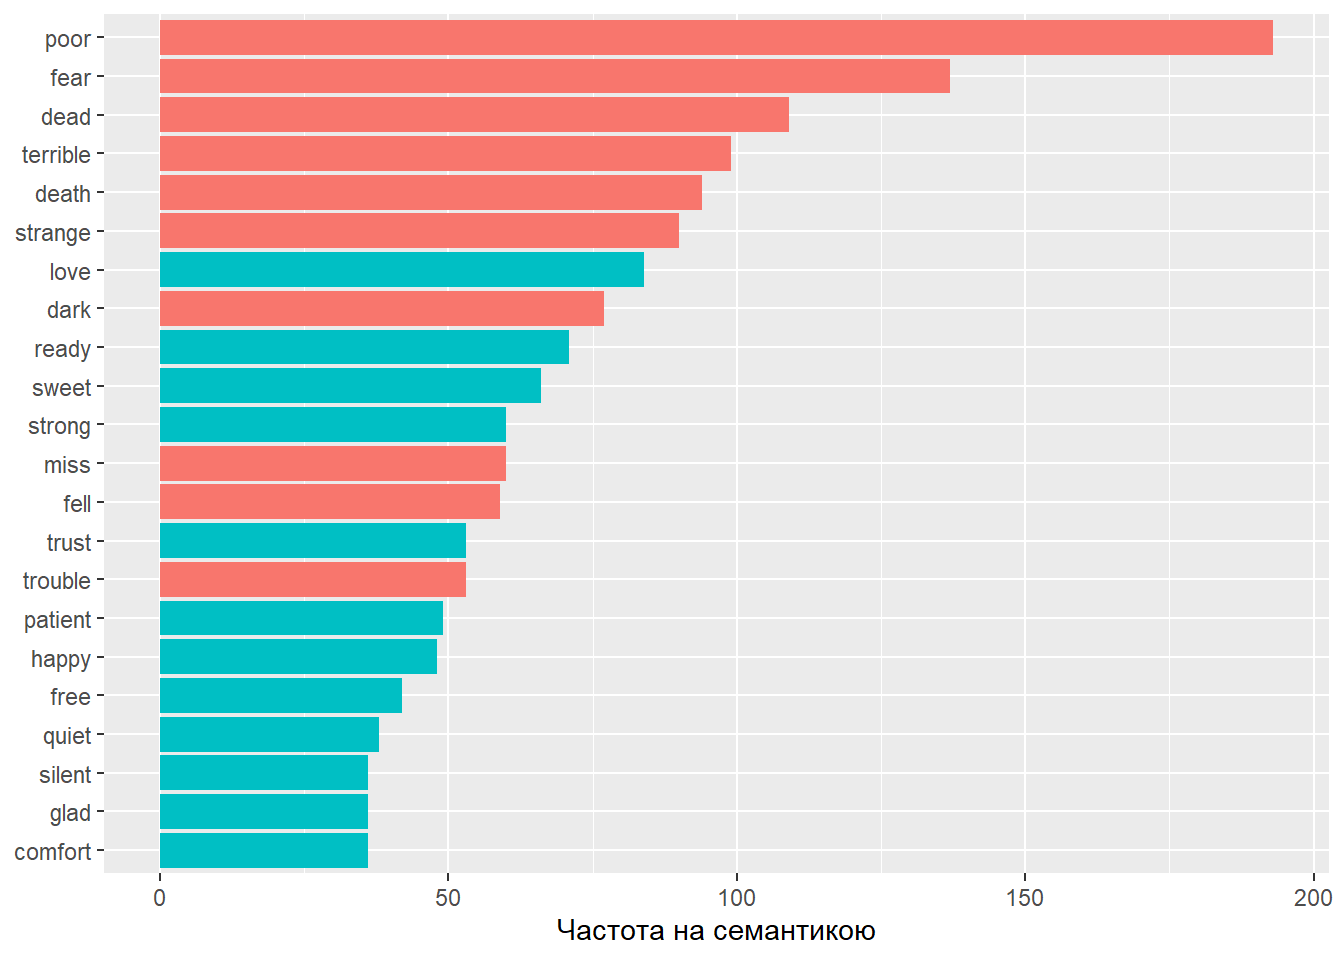 poor
fear
dead
terrible
death
strange
love
dark
ready
sweet
strong
miss
fell
trust
trouble
patient
happy
free
quiet
silent
glad
comfort
0 50 100 150 200
Частота на семантикою